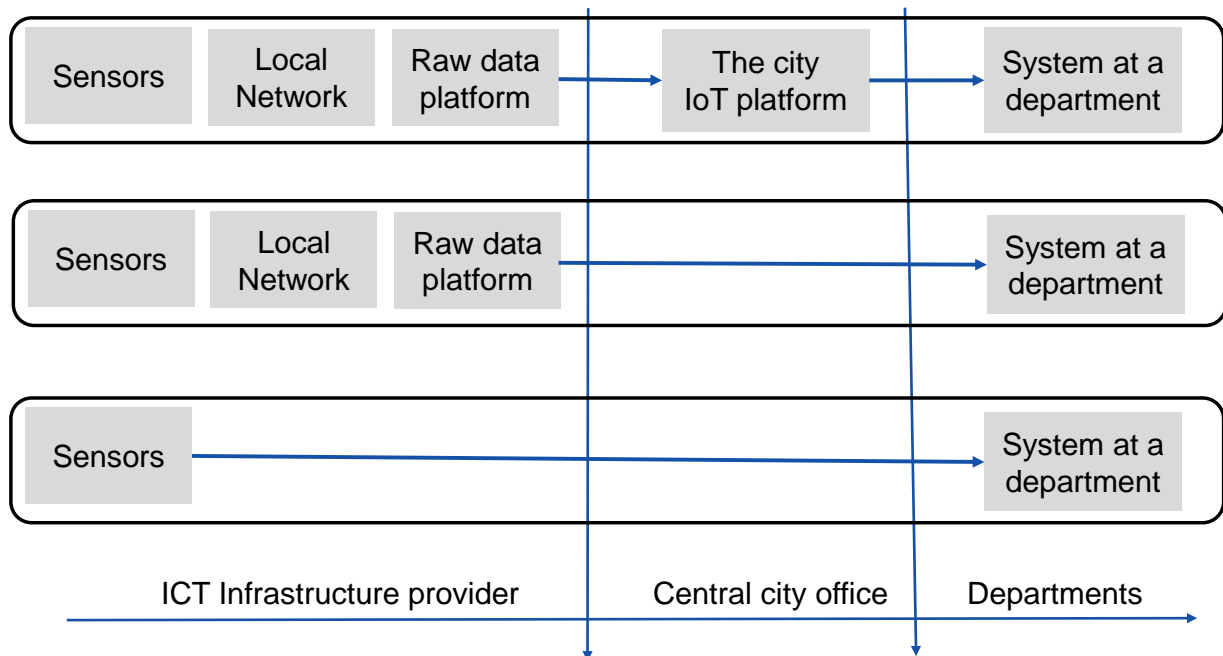 Sensors
Local
Network
Raw data
platform
The city
IoT platform
System at a
department
Sensors
Local
Network
Raw data
platform
System at a
department
Sensors
System at a
department
ICT Infrastructure provider
Central city office
Departments